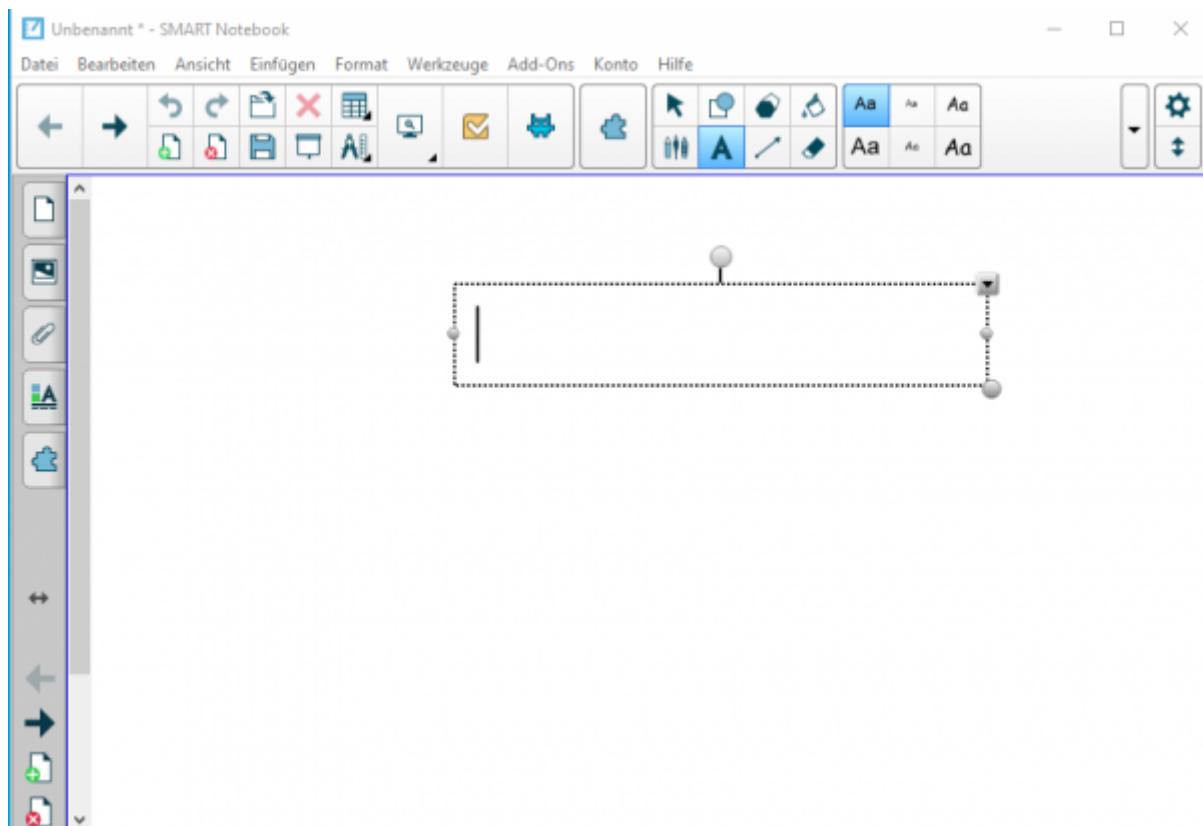 Unbenannt * - SMART Notebook
Datei Bearbeiten Ansicht Einfügen Format Werkzeuge Add-Ons Konto Hilfe
Aa Aa Aa
Aa Aa Aa